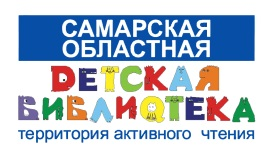 САМАРСКАЯ
ОБЛАСТНАЯ
ДЕТСКАЯ
БИБЛИОТЕКА
территория активного чтения